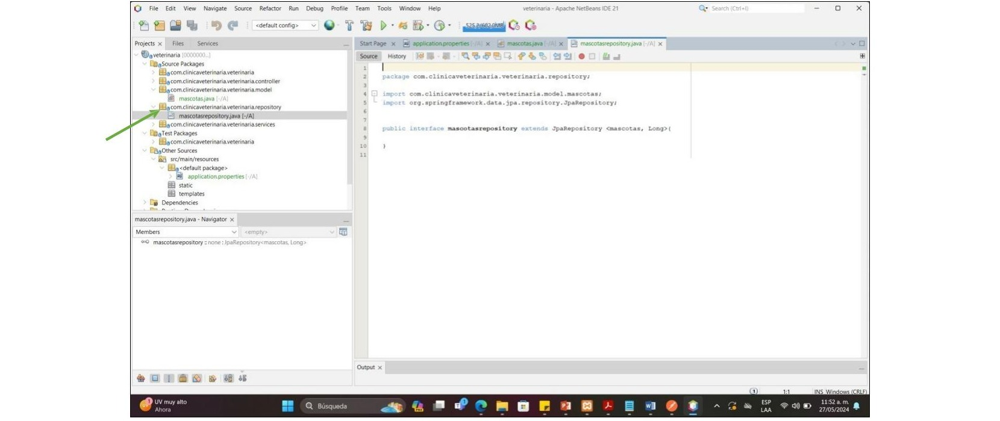 File Edit View Navigate Source Refactor Run Debug Profile Team Tools Window Help veterinaria - Apache NetBeans IDE 21 Search (Ctrl+I)
<default config> 525.2/602.0MB
Projects Files Services
veterinaria [0000000...]
Source Packages
com.clinicaveterinaria.veterinaria
com.clinicaveterinaria.veterinaria.controller
com.clinicaveterinaria.veterinaria.model
mascotas.java [-/A]
com.clinicaveterinaria.veterinaria.repository
mascotasrepository.java [-/A]
com.clinicaveterinaria.veterinaria.services
Test Packages
com.clinicaveterinaria.veterinaria
Other Sources
src/main/resources
<default package>
application.properties [-/A]
static
templates
Dependencies
mascotasrepository.java - Navigator
Members <empty>
mascotasrepository :: none : JpaRepository<mascotas, Long>
Start Page application.properties [-/A] mascotas.java [-/A] mascotasrepository.java [-/A]
Source History
1
2 package com.clinicaveterinaria.veterinaria.repository;
3
4 import com.clinicaveterinaria.veterinaria.model.mascotas;
5 import org.springframework.data.jpa.repository.JpaRepository;
6
7
8 public interface mascotasrepository extends JpaRepository <mascotas, Long>{
9
10 }
11
Output
1 1:1 INS Windows (CRLF)
1 UV muy alto
Ahora
Búsqueda
ESP
LAA
11:52 a. m.
27/05/2024